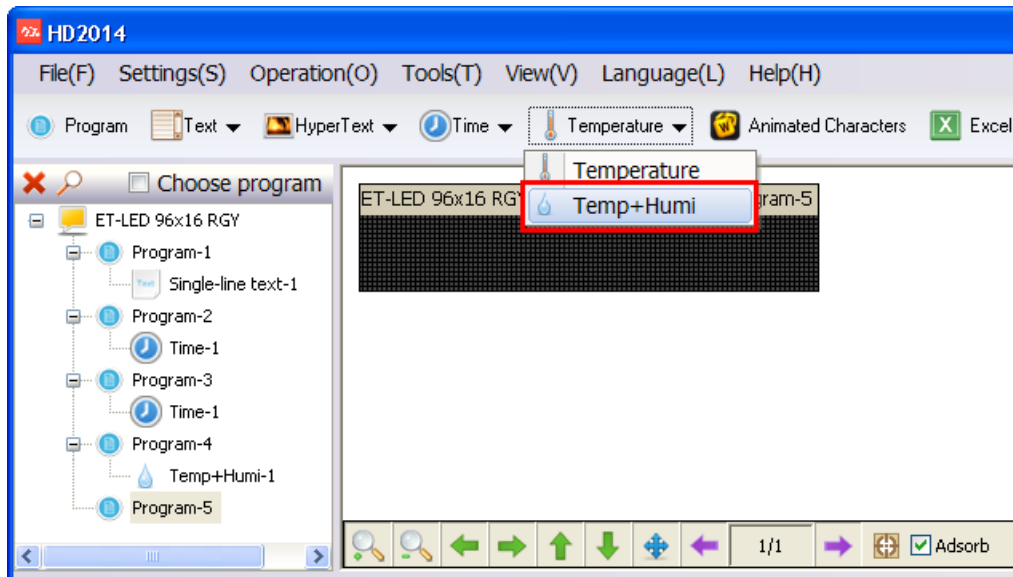 HD2014
File(F) Settings(S) Operation(O) Tools(T) View(V) Language(L) Help(H)
Program Text HyperText Time Temperature Animated Characters Excel
Choose program
Temperature
Temp+Humi
ET-LED 96x16 RGY
gram-5
ET-LED 96x16 RGY
Program-1
Text Single-line text-1
Program-2
Time-1
Program-3
Time-1
Program-4
Temp+Humi-1
Program-5
1/1 Adsorb